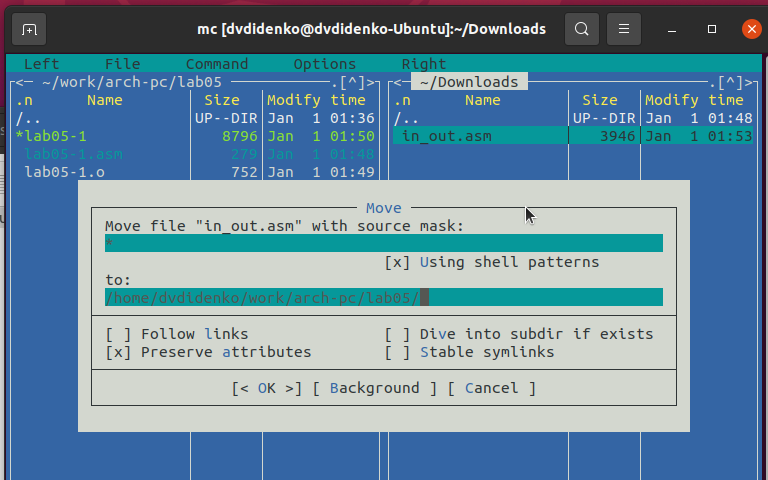 mc [dvdidenko@dvdidenko-Ubuntu]:~/Downloads
Left File Command Options Right
<─ ~/work/arch-pc/lab05 ─.[^]> <─ ~/Downloads ─.[^]>
.n Name Size Modify time .n Name Size Modify time
/.. UP--DIR Jan 1 01:36 /.. UP--DIR Jan 1 01:48
*lab05-1 8796 Jan 1 01:50 in_out.asm 3946 Jan 1 01:53
lab05-1.asm 279 Jan 1 01:48
lab05-1.o 752 Jan 1 01:49
Move
Move file "in_out.asm" with source mask:
*
[x] Using shell patterns
to:
/home/dvdidenko/work/arch-pc/lab05/
[ ] Follow links [ ] Dive into subdir if exists
[x] Preserve attributes [ ] Stable symlinks
[< OK >] [ Background ] [ Cancel ]